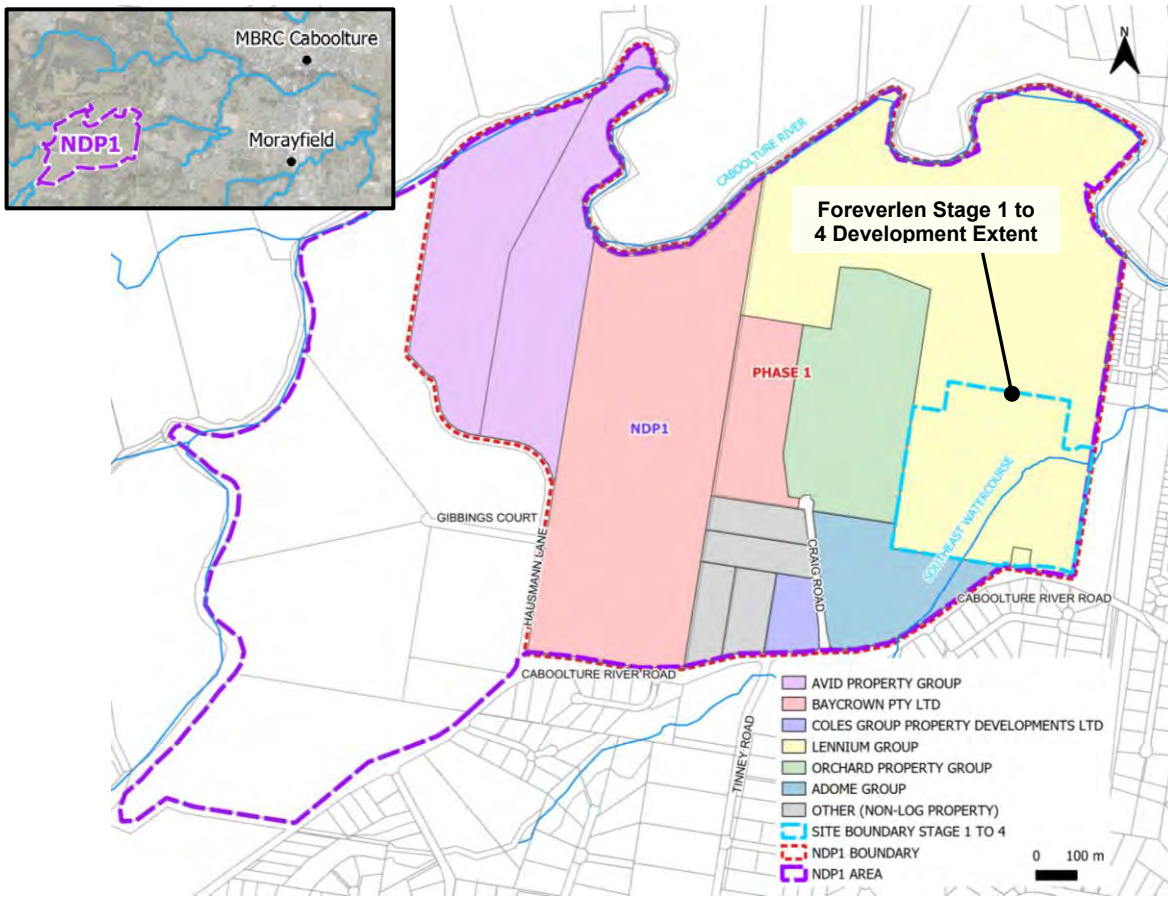 MBRC Caboolture
NDP1
Morayfield
N
CABOOLTURE RIVER
Foreverlen Stage 1 to
4 Development Extent
PHASE 1
NDP1
SOUTHEAST WATERCOURSE
GIBBINGS COURT
HAUSMANN LANE
CRAIG ROAD
CABOOLTURE RIVER ROAD
CABOOLTURE RIVER ROAD
TINNEY ROAD
AVID PROPERTY GROUP
BAYCROWN PTY LTD
COLES GROUP PROPERTY DEVELOPMENTS LTD
LENNIUM GROUP
ORCHARD PROPERTY GROUP
ADOME GROUP
OTHER (NON-LOG PROPERTY)
SITE BOUNDARY STAGE 1 TO 4
NDP1 BOUNDARY
NDP1 AREA
0 100 m